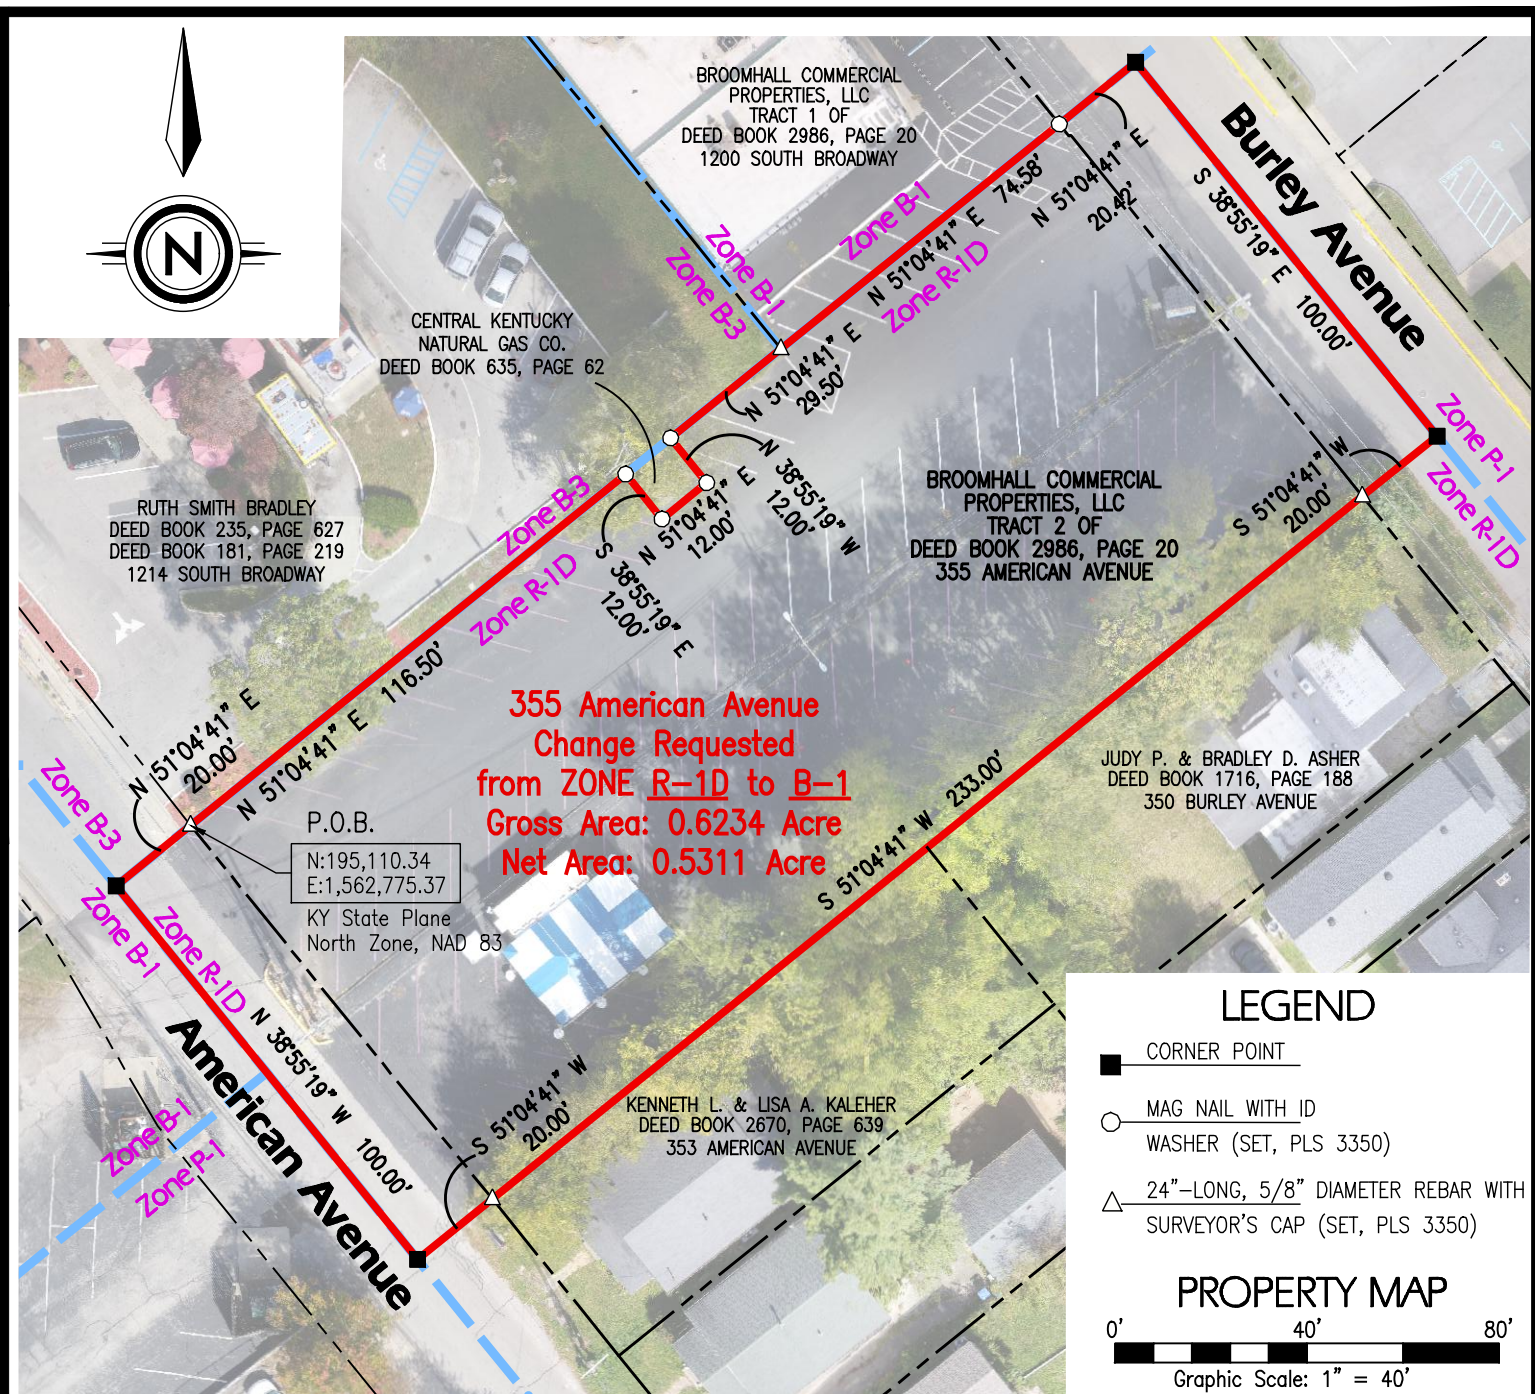 N
BROOMHALL COMMERCIAL
PROPERTIES, LLC
TRACT 1 OF
DEED BOOK 2986, PAGE 20
1200 SOUTH BROADWAY
Burley Avenue
S 38°55'19" E 100.00'
N 51°04'41" E
20.42'
N 51°04'41" E 74.58'
Zone B-1
Zone R-1D
Zone B-1
Zone B-3
N 51°04'41" E
29.50'
CENTRAL KENTUCKY
NATURAL GAS CO.
DEED BOOK 635, PAGE 62
N 38°55'19" W
12.00'
N 51°04'41" E
12.00'
S 38°55'19" E
12.00'
Zone P-1
Zone R-1D
S 51°04'41" W
20.00'
BROOMHALL COMMERCIAL
PROPERTIES, LLC
TRACT 2 OF
DEED BOOK 2986, PAGE 20
355 AMERICAN AVENUE
RUTH SMITH BRADLEY
DEED BOOK 235, PAGE 627
DEED BOOK 181, PAGE 219
1214 SOUTH BROADWAY
Zone B-3
Zone R-1D
N 51°04'41" E 116.50'
N 51°04'41" E
20.00'
355 American Avenue
Change Requested
from ZONE R-1D to B-1
Gross Area: 0.6234 Acre
Net Area: 0.5311 Acre
S 51°04'41" W 233.00'
JUDY P. & BRADLEY D. ASHER
DEED BOOK 1716, PAGE 188
350 BURLEY AVENUE
Zone B-3
Zone B-1
Zone R-1D
P.O.B.
N:195,110.34
E:1,562,775.37
KY State Plane
North Zone, NAD 83
N 38°55'19" W 100.00'
American Avenue
Zone B-1
Zone P-1
S 51°04'41" W
20.00'
KENNETH L. & LISA A. KALEHER
DEED BOOK 2670, PAGE 639
353 AMERICAN AVENUE
LEGEND
CORNER POINT
MAG NAIL WITH ID
WASHER (SET, PLS 3350)
24"-LONG, 5/8" DIAMETER REBAR WITH
SURVEYOR'S CAP (SET, PLS 3350)
PROPERTY MAP
0' 40' 80'
Graphic Scale: 1" = 40'